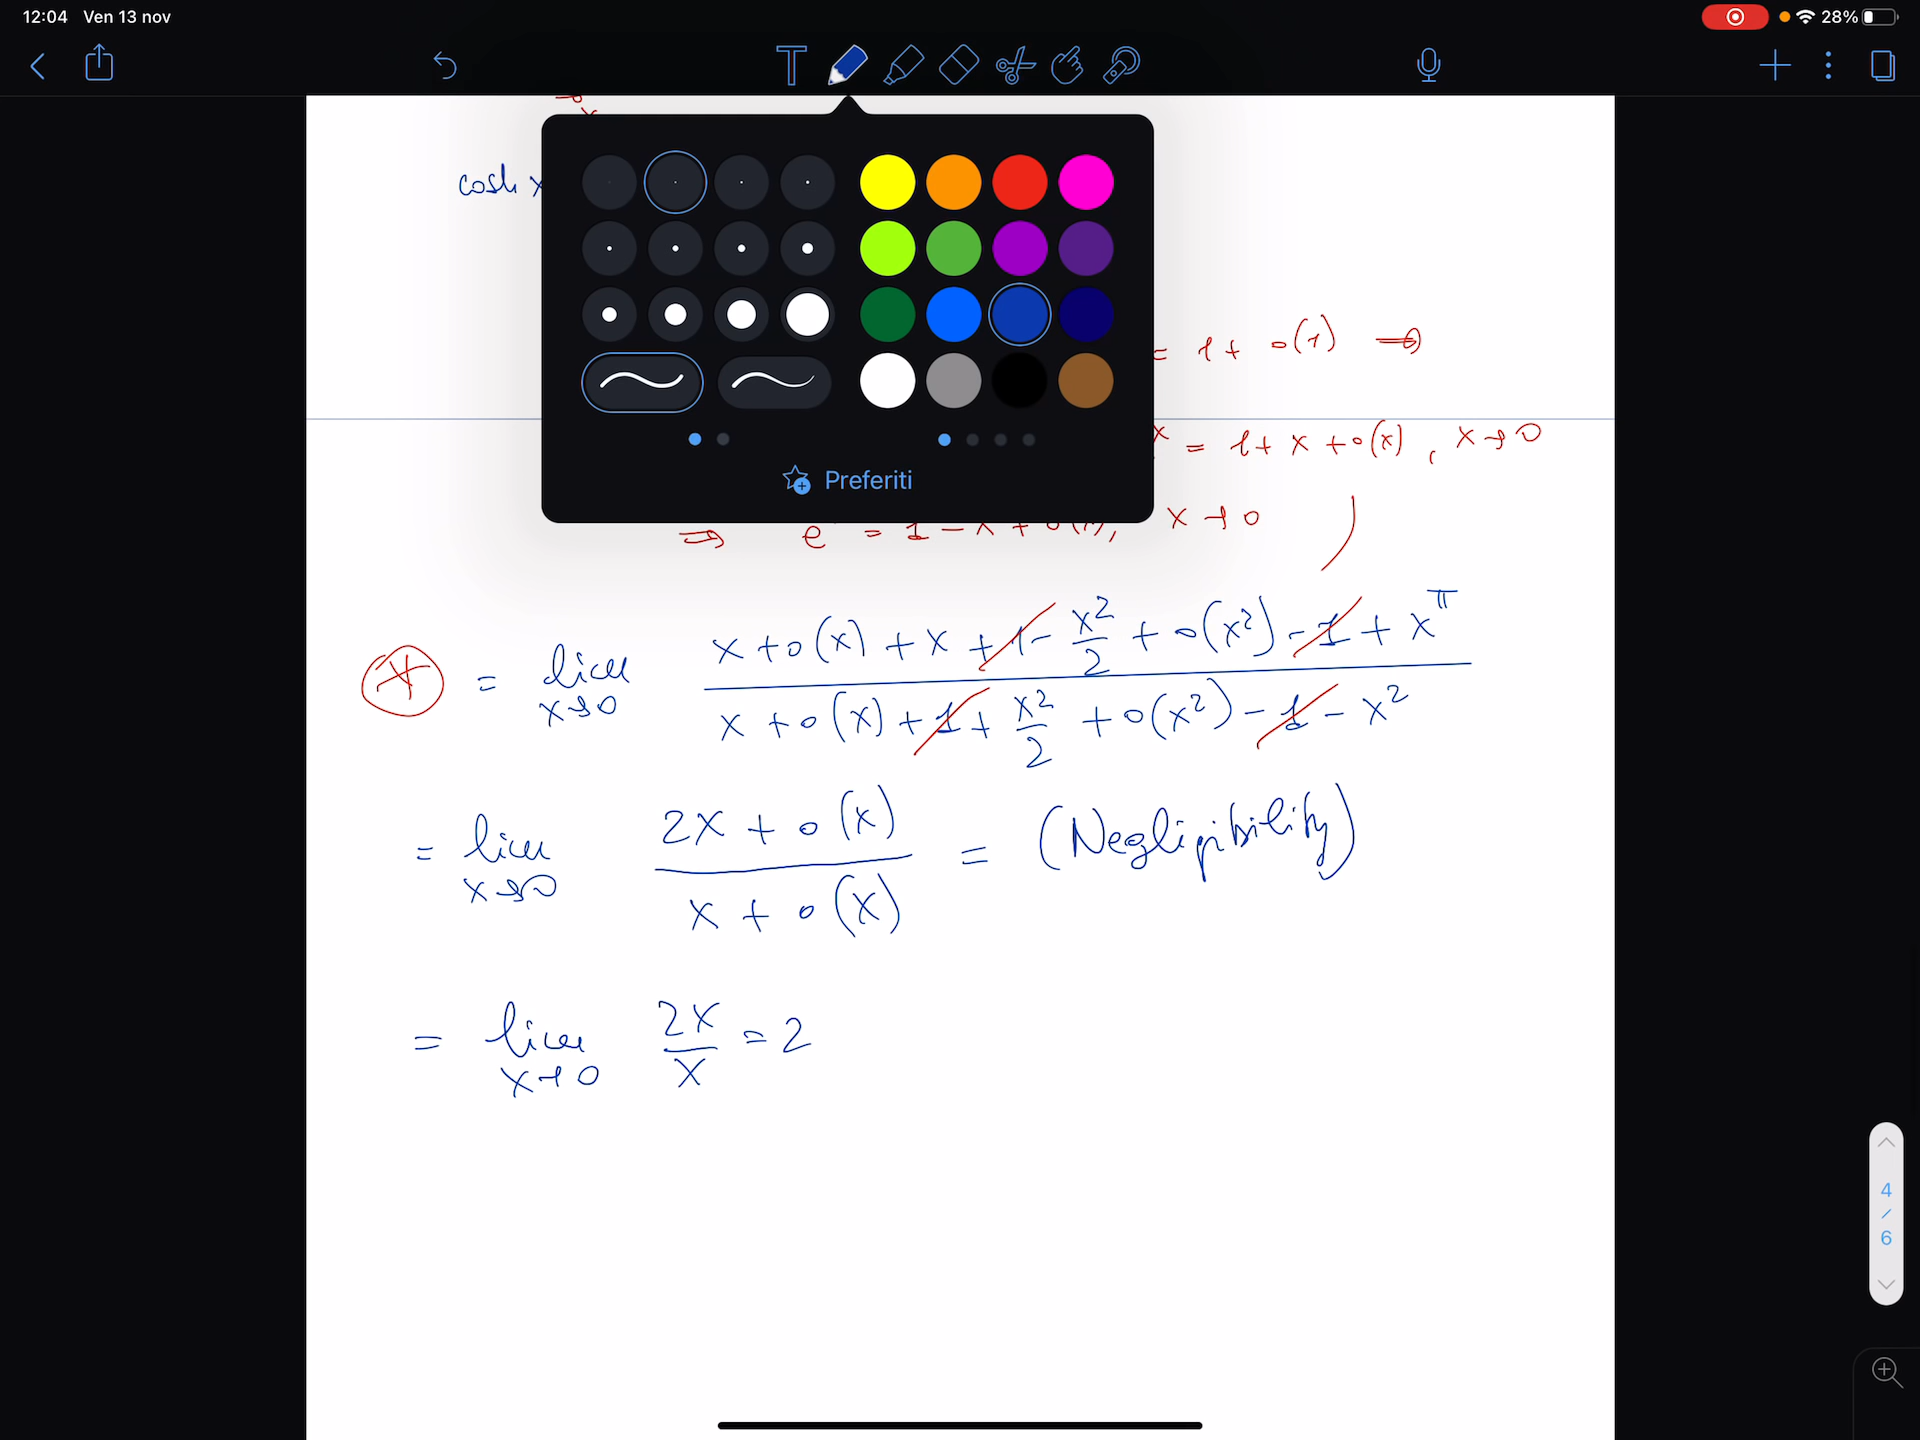 12:04 Ven 13 nov 28%
cosh x
= 1 + o(1) ⇒
x = 1 + x + o(x), x → 0
⇒ e = 1 - x + o(x), x → 0 )
* = lim x→0 (x + o(x) + x + 1 - x²/2 + o(x²) - 1 + x^π) / (x + o(x) + 1 + x²/2 + o(x²) - 1 - x²)
= lim x→0 (2x + o(x)) / (x + o(x)) = (Negligibility)
= lim x→0 2x/x = 2
Preferiti
4 / 6